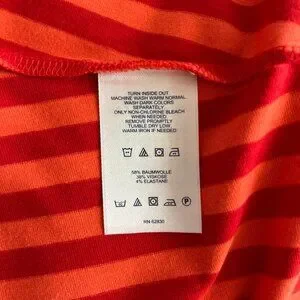 TURN INSIDE OUT
MACHINE WASH WARM NORMAL
WASH DARK COLORS
SEPARATELY
ONLY NON-CHLORINE BLEACH
WHEN NEEDED
REMOVE PROMPTLY
TUMBLE DRY LOW
WARM IRON IF NEEDED
58% BAUMWOLLE
38% VISKOSE
4% ELASTANE
P
RN 62830